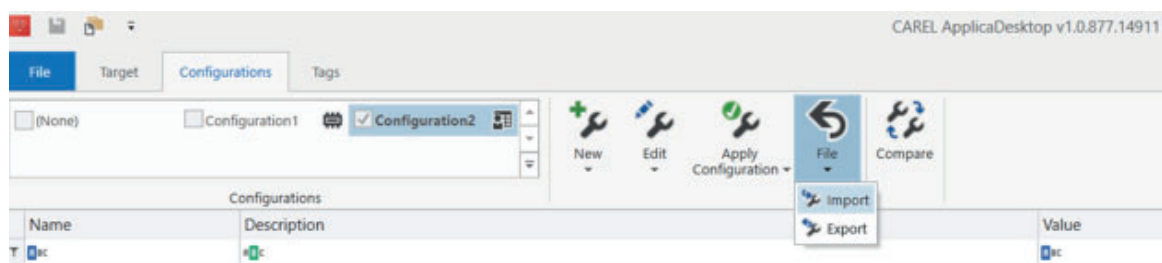 CAREL ApplicaDesktop v1.0.877.14911
File Target Configurations Tags
(None) Configuration1 Configuration2
New Edit Apply Configuration File Compare
Configurations
Import
Export
Name Description Value